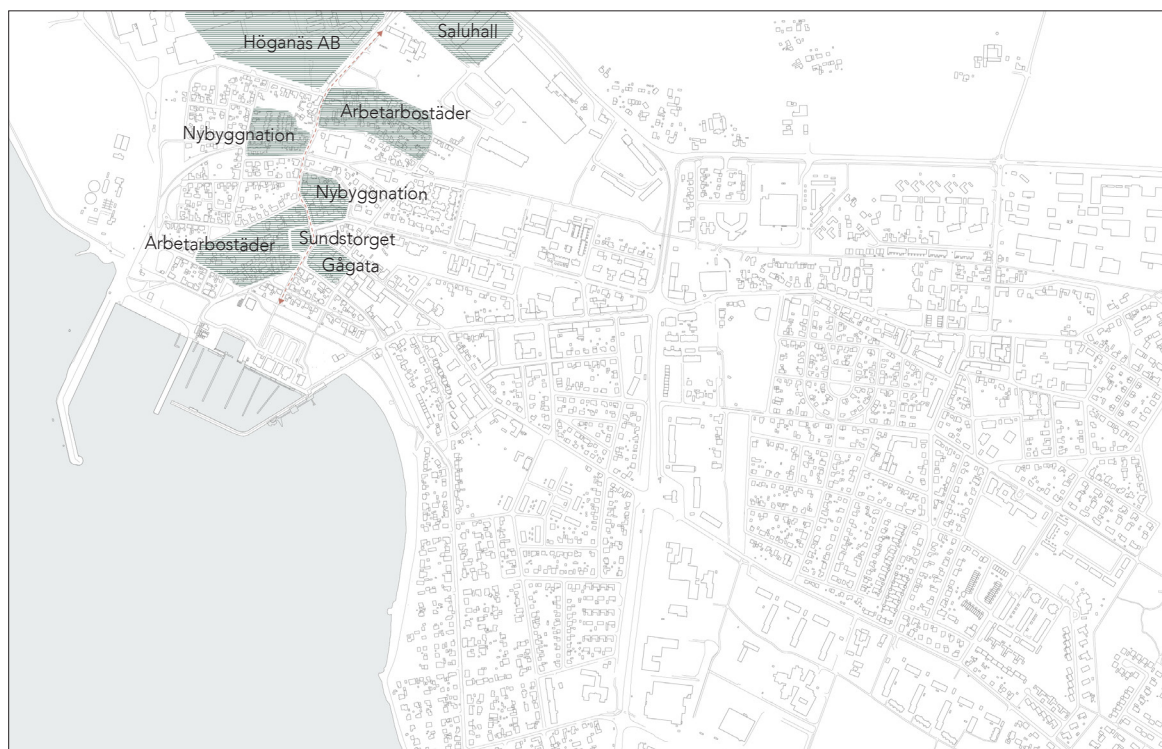 Höganäs AB
Saluhall
Arbetarbostäder
Nybyggnation
Nybyggnation
Arbetarbostäder
Sundstorget
Gågata